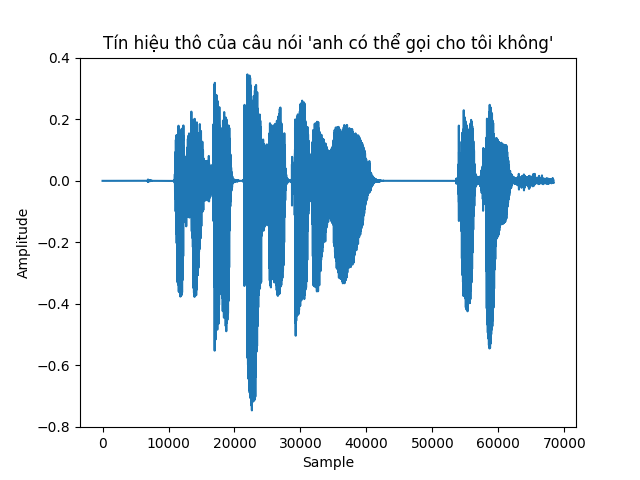 Tín hiệu thô của câu nói 'anh có thể gọi cho tôi không'
0.4
0.2
0.0
−0.2
−0.4
−0.6
−0.8
Amplitude
0 10000 20000 30000 40000 50000 60000 70000
Sample